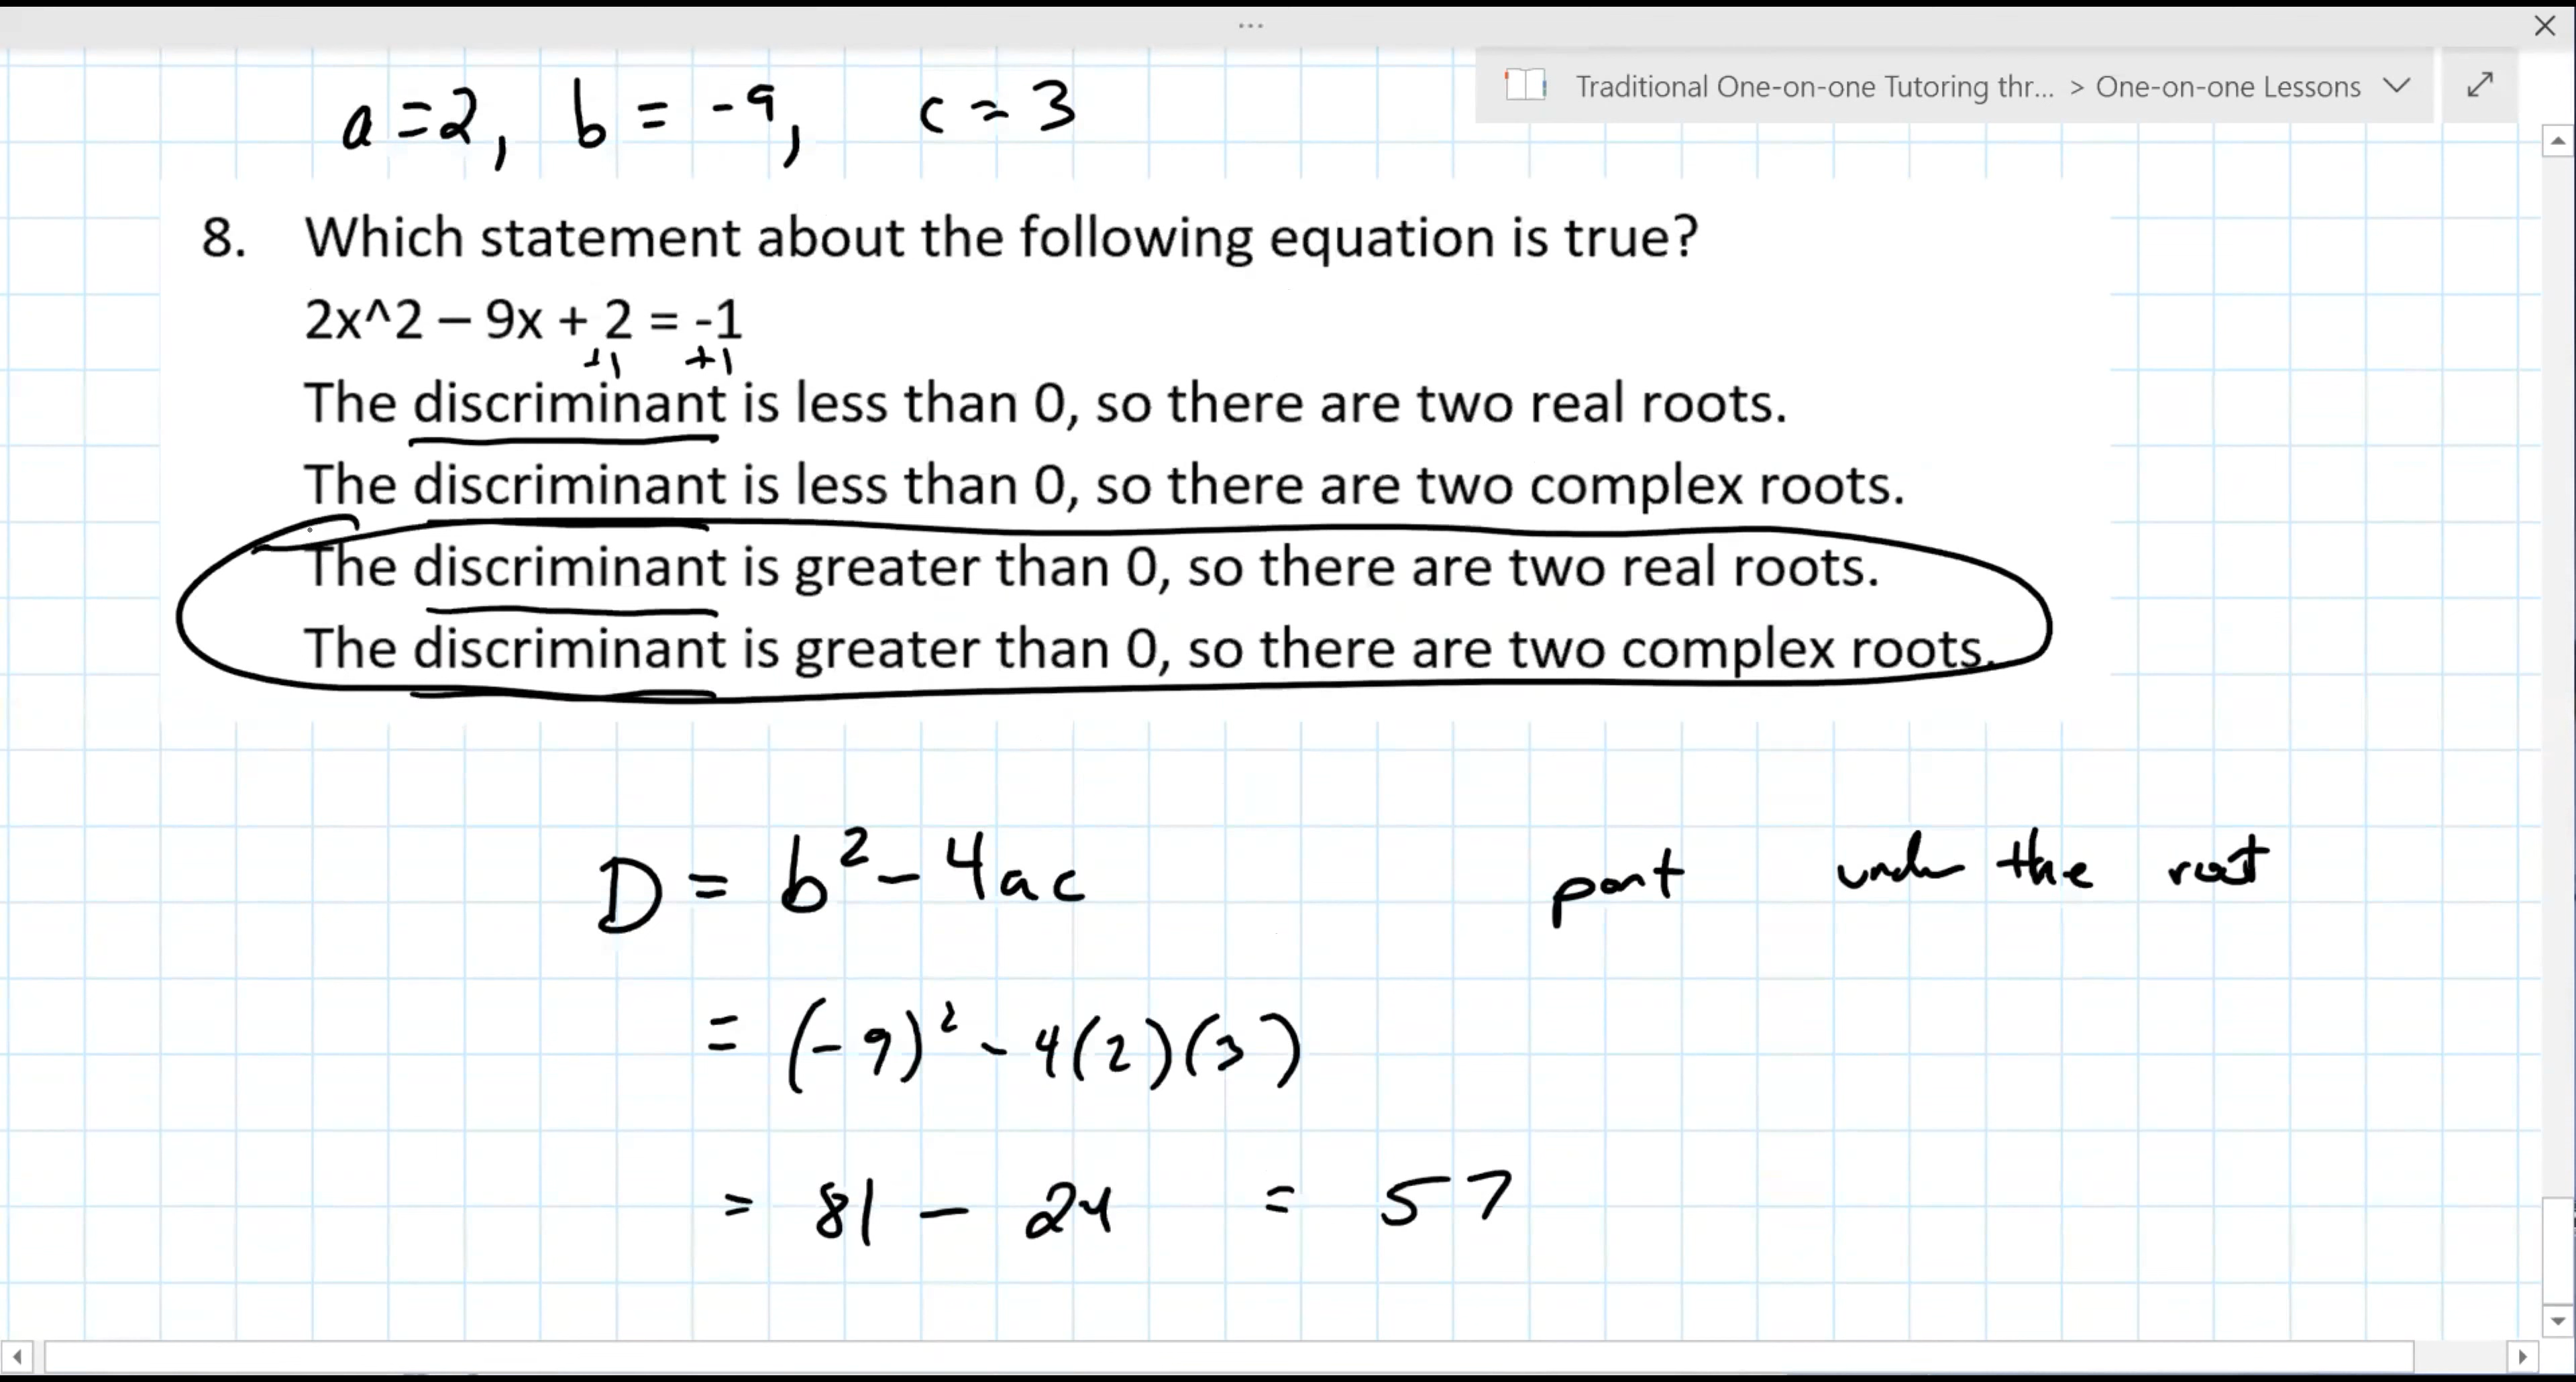 Traditional One-on-one Tutoring thr... > One-on-one Lessons
a = 2, b = -9, c = 3
8. Which statement about the following equation is true?
2x^2 – 9x + 2 = -1
+1 +1
The discriminant is less than 0, so there are two real roots.
The discriminant is less than 0, so there are two complex roots.
The discriminant is greater than 0, so there are two real roots.
The discriminant is greater than 0, so there are two complex roots.
D = b² - 4ac part under the root
= (-9)² - 4(2)(3)
= 81 - 24 = 57